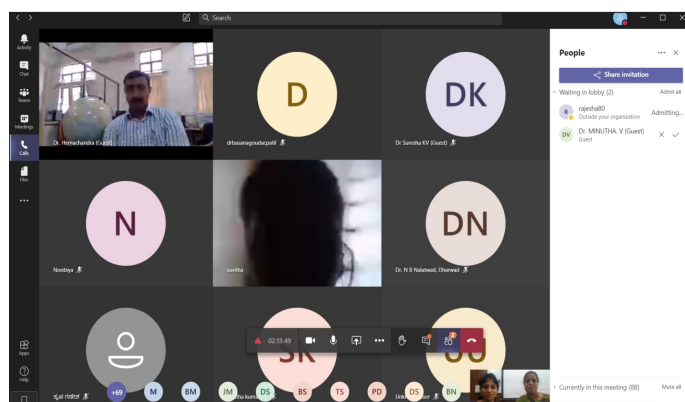 Search
Activity
Chat
Teams
Meetings
Calls
Files
Apps
Help
Dr. Hemachandra (Guest)
D
drbasanagoudacpatil
DK
Dr Suresha KV (Guest)
N
Noobiya
savitha
DN
Dr. N B Nalatwad, Dharwad
02:13:49
2
SK
+69
M
BM
JM
DS
BS
TS
PD
DS
BN
People
Share invitation
Waiting in lobby (2)
Admit all
R
rajesha80
Outside your organization
Admitting...
DV
Dr. MINUTHA. V (Guest)
Guest
Currently in this meeting (88)
Mute all